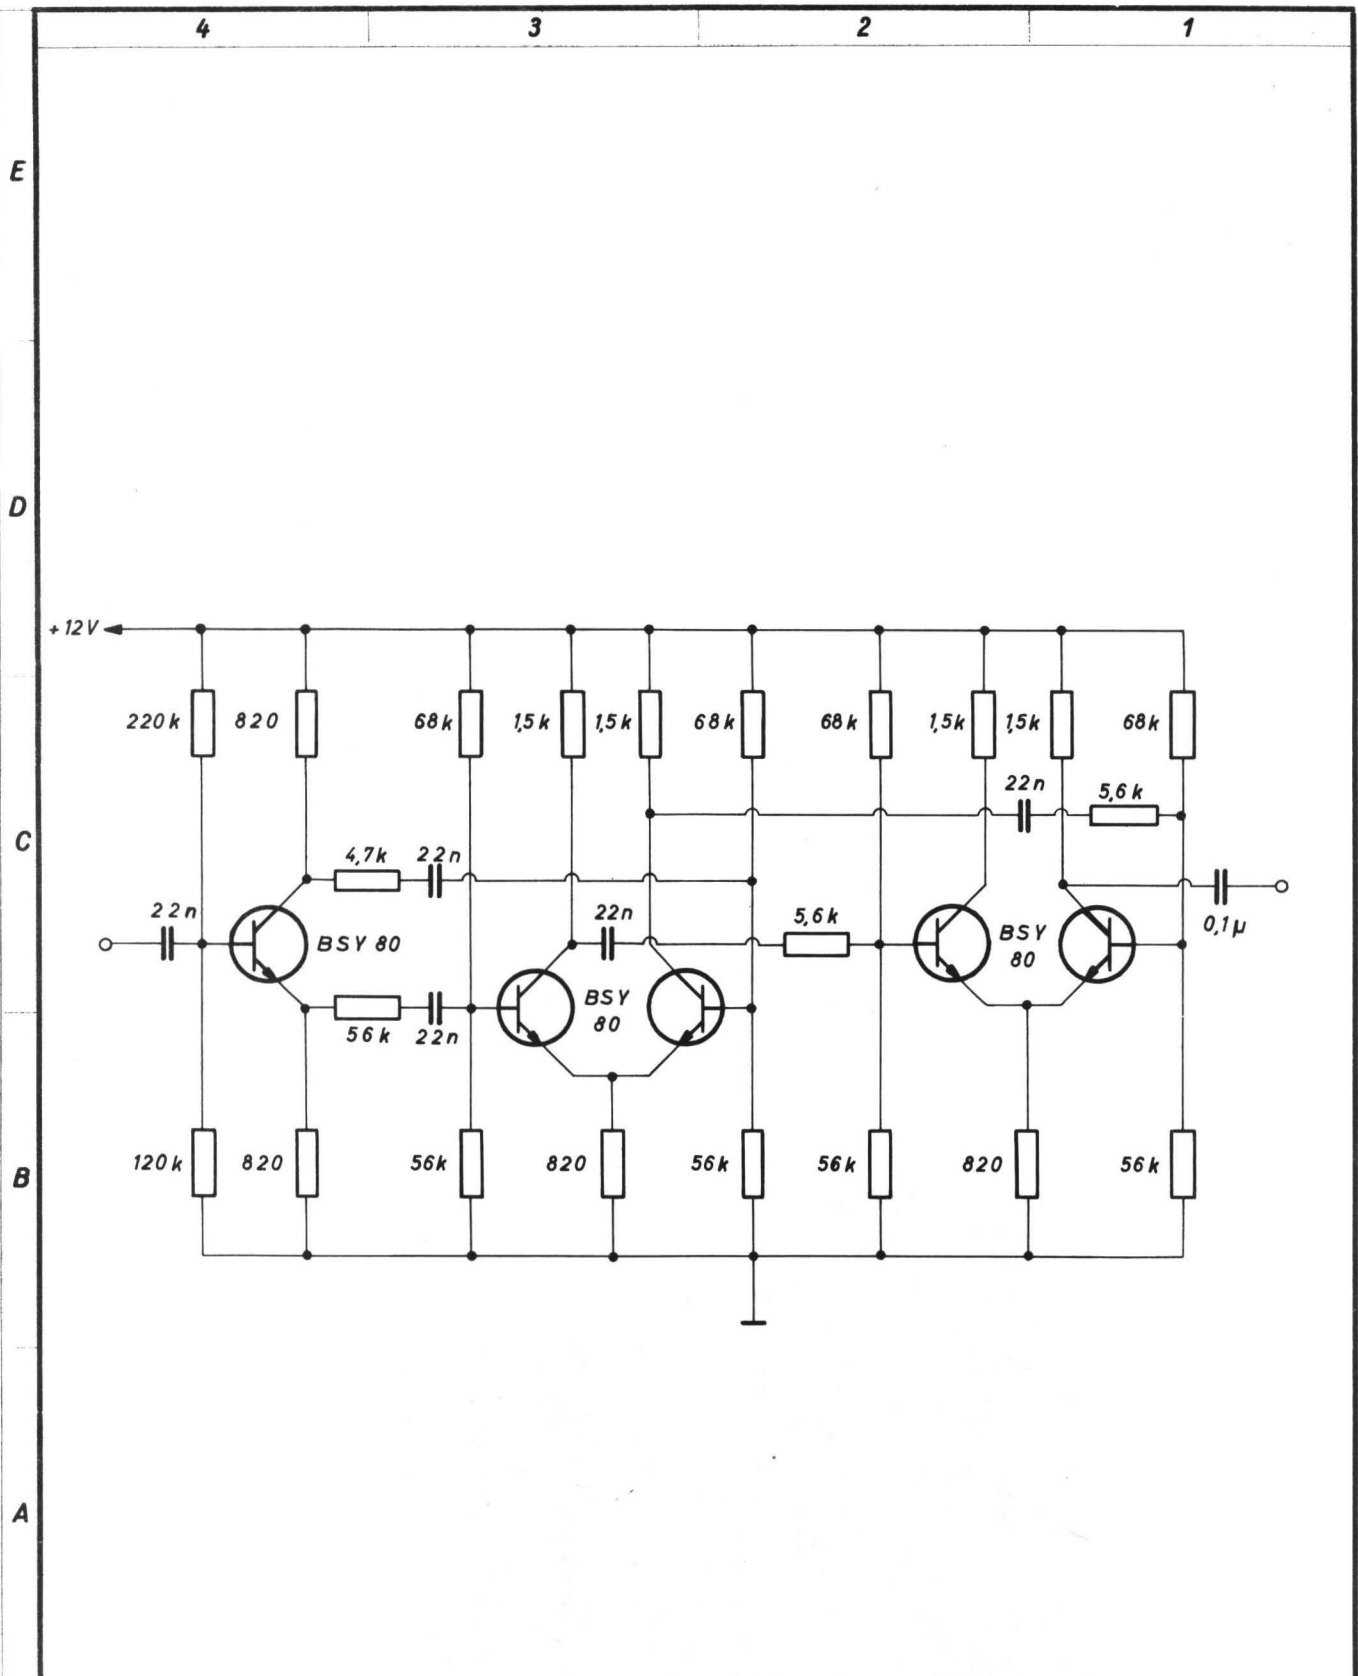 4 3 2 1
E
D
+12V
220k 820 68k 1,5k 1,5k 68k 68k 1,5k 1,5k 68k
22n 5,6k
C
4,7k 22n
22n BSY 80 22n 5,6k BSY 80 0,1µ
BSY 80
56k 22n
B
120k 820 56k 820 56k 56k 820 56k
A